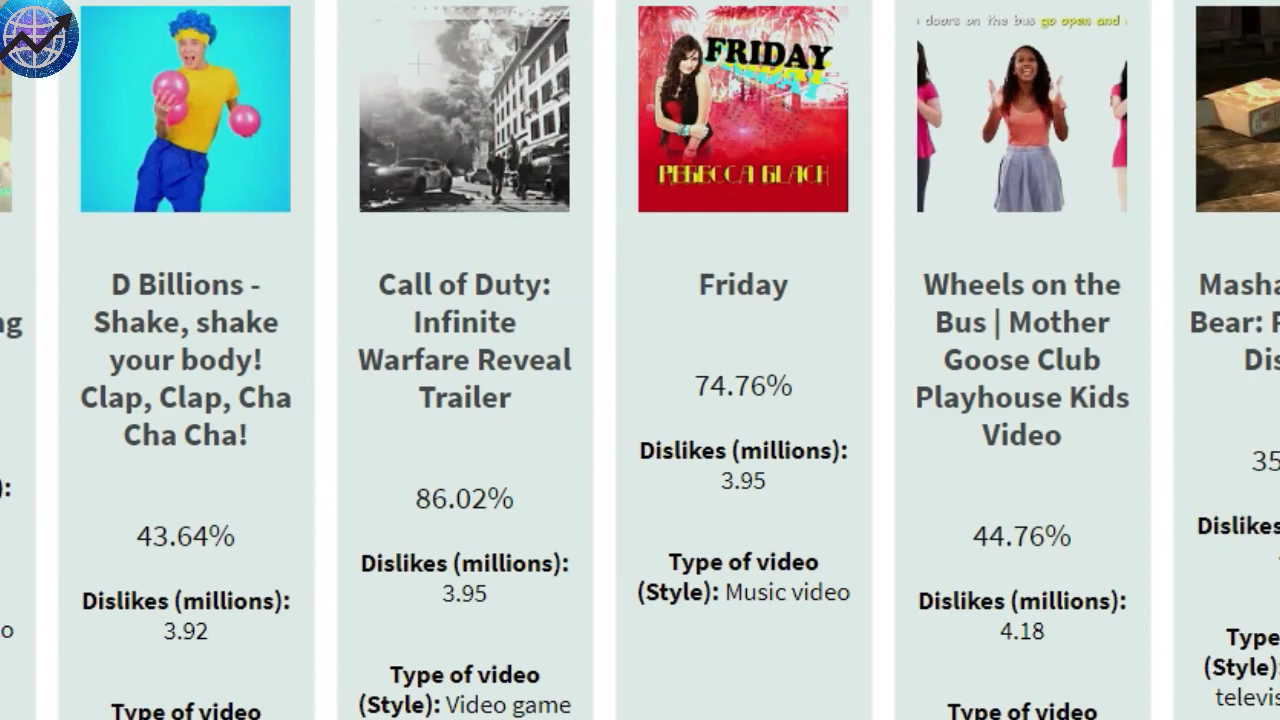 ng
):
o
D Billions -
Shake, shake
your body!
Clap, Clap, Cha
Cha Cha!
43.64%
Dislikes (millions):
3.92
Type of video
Call of Duty:
Infinite
Warfare Reveal
Trailer
86.02%
Dislikes (millions):
3.95
Type of video
(Style): Video game
FRIDAY
REBECCA BLACK
Friday
74.76%
Dislikes (millions):
3.95
Type of video
(Style): Music video
doors on the bus go open and
Wheels on the
Bus | Mother
Goose Club
Playhouse Kids
Video
44.76%
Dislikes (millions):
4.18
Type of video
Masha
Bear:
Dis
35
Dislikes
Type
(Style):
televis